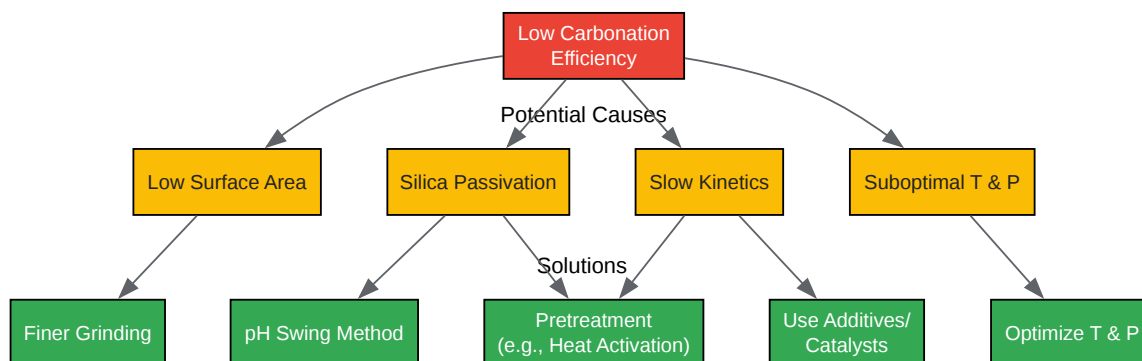 Low Carbonation
Efficiency
Potential Causes
Low Surface Area
Silica Passivation
Slow Kinetics
Suboptimal T & P
Solutions
Finer Grinding
pH Swing Method
Pretreatment
(e.g., Heat Activation)
Use Additives/
Catalysts
Optimize T & P